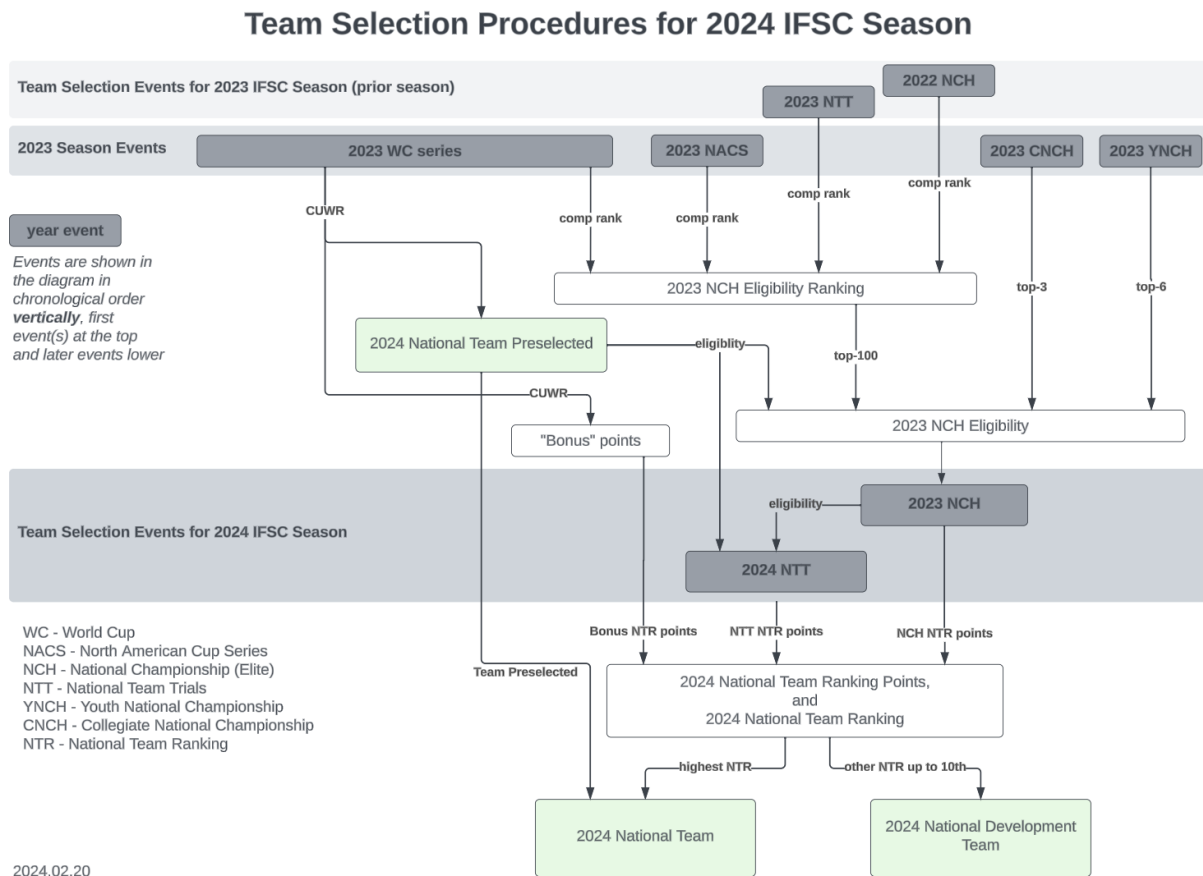 Team Selection Procedures for 2024 IFSC Season
Team Selection Events for 2023 IFSC Season (prior season)
2022 NCH
2023 NTT
2023 Season Events
2023 WC series
2023 NACS
2023 CNCH
2023 YNCH
comp rank
comp rank
CUWR
comp rank
comp rank
year event
Events are shown in
the diagram in
chronological order
vertically, first
event(s) at the top
and later events lower
2023 NCH Eligibility Ranking
top-3
top-6
2024 National Team Preselected
eligiblity
top-100
CUWR
2023 NCH Eligibility
"Bonus" points
Team Selection Events for 2024 IFSC Season
eligibility
2023 NCH
2024 NTT
WC - World Cup
NACS - North American Cup Series
NCH - National Championship (Elite)
NTT - National Team Trials
YNCH - Youth National Championship
CNCH - Collegiate National Championship
NTR - National Team Ranking
Bonus NTR points
NTT NTR points
NCH NTR points
Team Preselected
2024 National Team Ranking Points,
and
2024 National Team Ranking
highest NTR
other NTR up to 10th
2024 National Team
2024 National Development
Team
2024.02.20